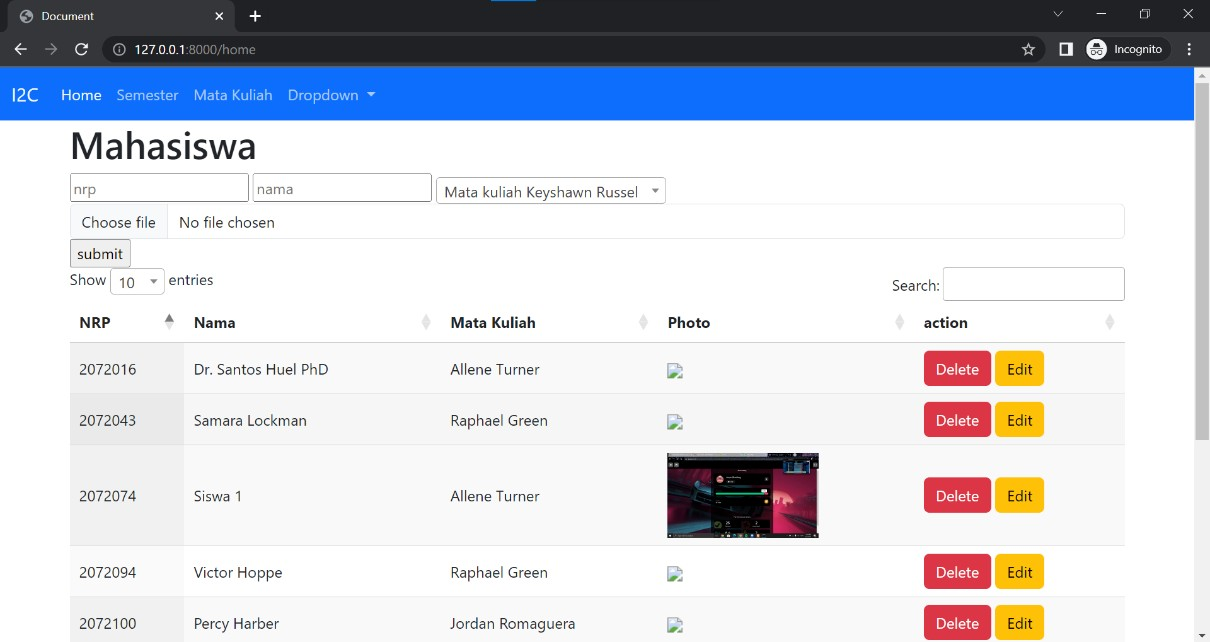 Document
127.0.0.1:8000/home
Incognito
I2C Home Semester Mata Kuliah Dropdown
Mahasiswa
nrp nama Mata kuliah Keyshawn Russel
Choose file No file chosen
submit
Show 10 entries Search:
NRP Nama Mata Kuliah Photo action
2072016 Dr. Santos Huel PhD Allene Turner Delete Edit
2072043 Samara Lockman Raphael Green Delete Edit
2072074 Siswa 1 Allene Turner Delete Edit
2072094 Victor Hoppe Raphael Green Delete Edit
2072100 Percy Harber Jordan Romaguera Delete Edit